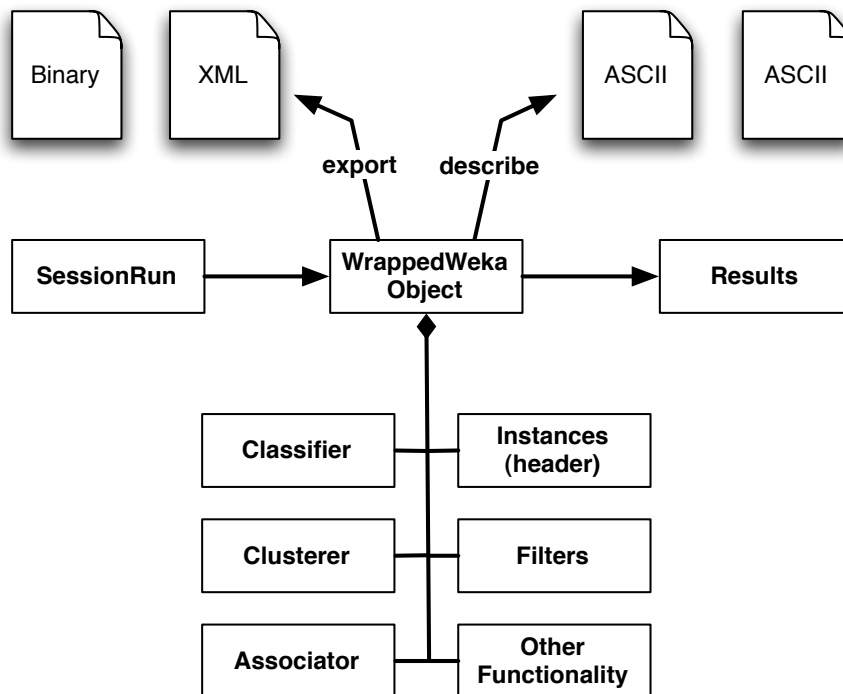 Binary
XML
ASCII
ASCII
export
describe
SessionRun
WrappedWeka
Object
Results
Classifier
Instances
(header)
Clusterer
Filters
Associator
Other
Functionality